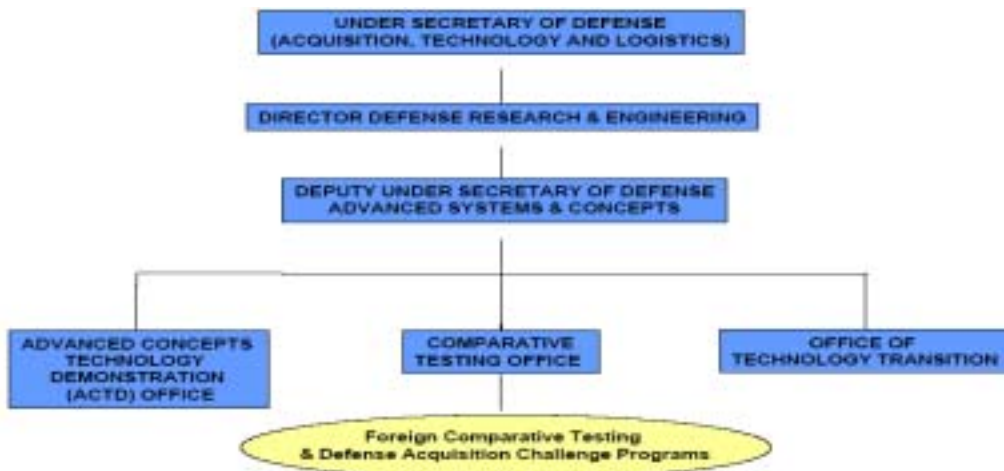 UNDER SECRETARY OF DEFENSE
(ACQUISITION, TECHNOLOGY AND LOGISTICS)
DIRECTOR DEFENSE RESEARCH & ENGINEERING
DEPUTY UNDER SECRETARY OF DEFENSE
ADVANCED SYSTEMS & CONCEPTS
ADVANCED CONCEPTS
TECHNOLOGY
DEMONSTRATION
(ACTD) OFFICE
COMPARATIVE
TESTING OFFICE
OFFICE OF
TECHNOLOGY TRANSITION
Foreign Comparative Testing
& Defense Acquisition Challenge Programs